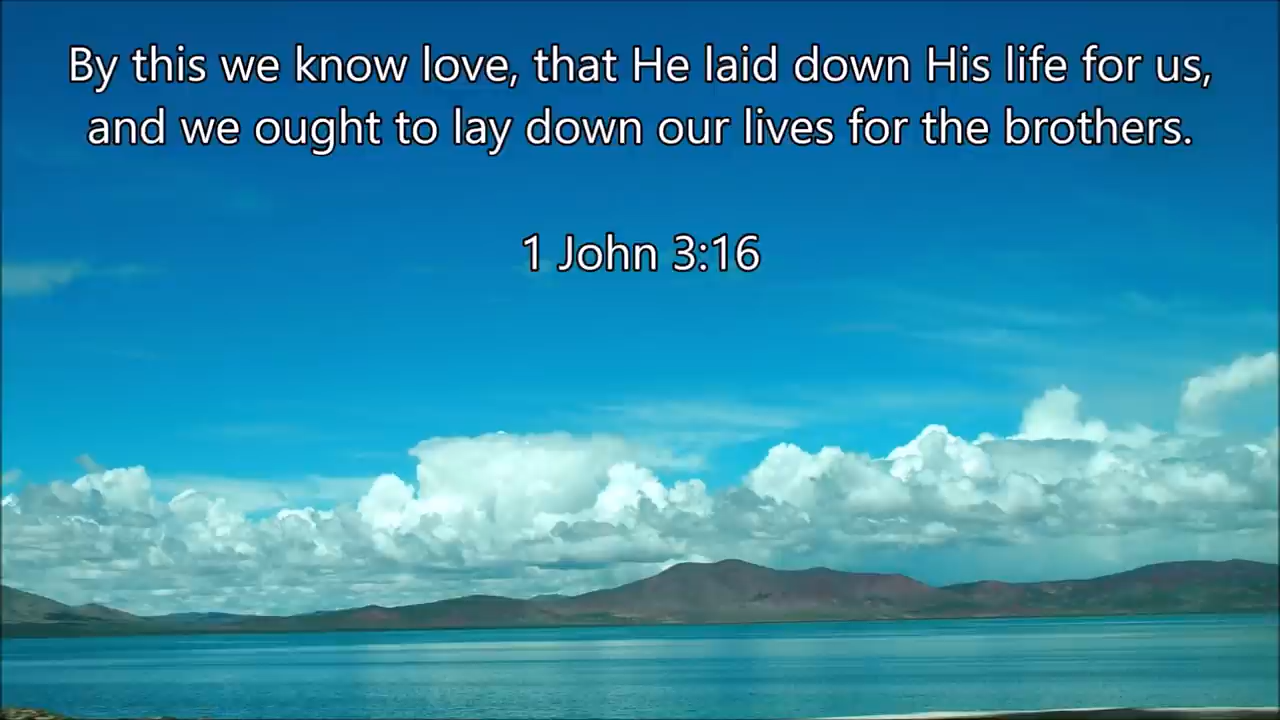 By this we know love, that He laid down His life for us,
and we ought to lay down our lives for the brothers.
1 John 3:16